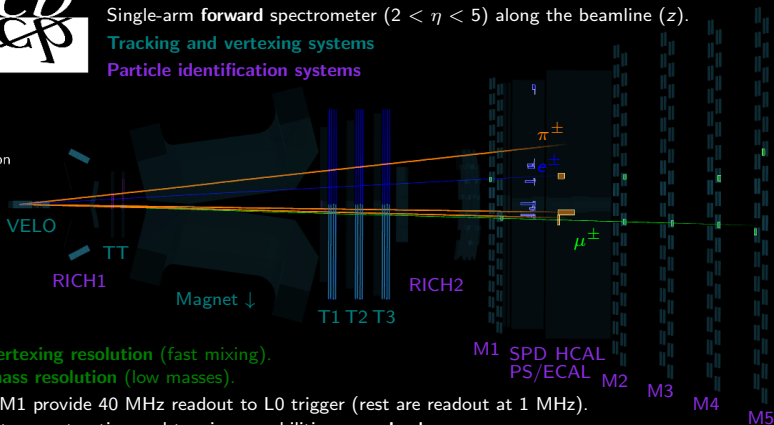 Single-arm forward spectrometer (2 < η < 5) along the beamline (z).
Tracking and vertexing systems
Particle identification systems
π±
e±
VELO
μ±
TT
RICH1
RICH2
Magnet ↓
T1 T2 T3
M1
SPD HCAL
PS/ECAL
M2
M3
M4
M5
resolution (fast mixing).
resolution (low masses).
M1 provide 40 MHz readout to L0 trigger (rest are readout at 1 MHz).